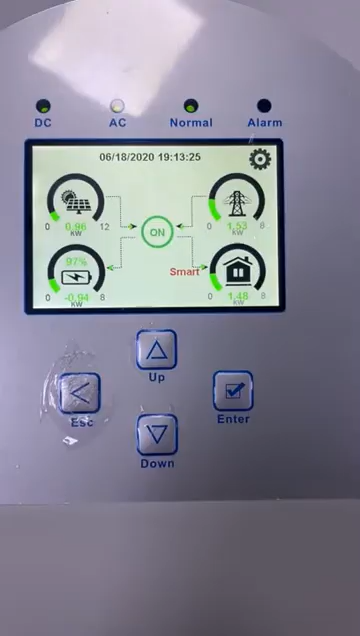 DC AC Normal Alarm
06/18/2020 19:13:25
0 0.96 12 0 1.53 8
KW KW
ON
97% Smart
0 -0.94 8 0 1.48 8
KW KW
Up
Esc Enter
Down